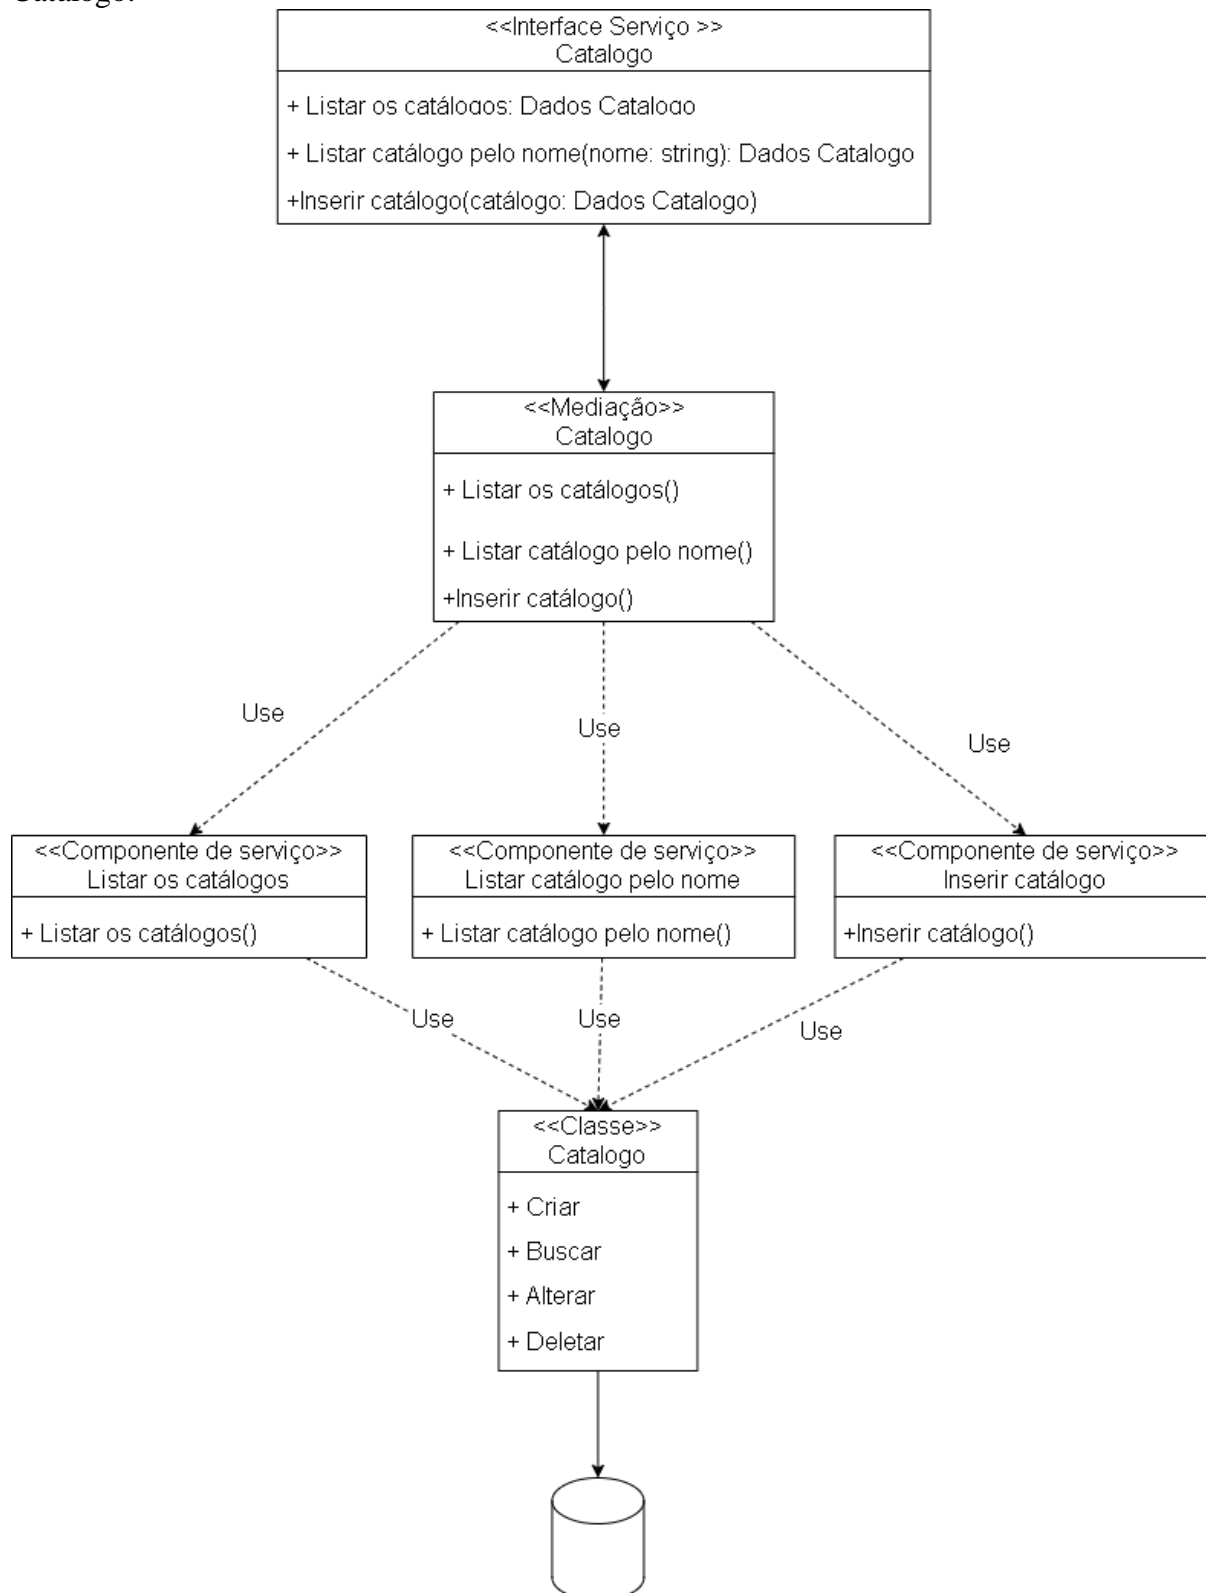 Catalogo.
<<Interface Serviço >>
Catalogo
+ Listar os catálogos: Dados Catalogo
+ Listar catálogo pelo nome(nome: string): Dados Catalogo
+Inserir catálogo(catálogo: Dados Catalogo)
<<Mediação>>
Catalogo
+ Listar os catálogos()
+ Listar catálogo pelo nome()
+Inserir catálogo()
Use
Use
Use
<<Componente de serviço>>
Listar os catálogos
+ Listar os catálogos()
<<Componente de serviço>>
Listar catálogo pelo nome
+ Listar catálogo pelo nome()
<<Componente de serviço>>
Inserir catálogo
+Inserir catálogo()
Use
Use
Use
<<Classe>>
Catalogo
+ Criar
+ Buscar
+ Alterar
+ Deletar